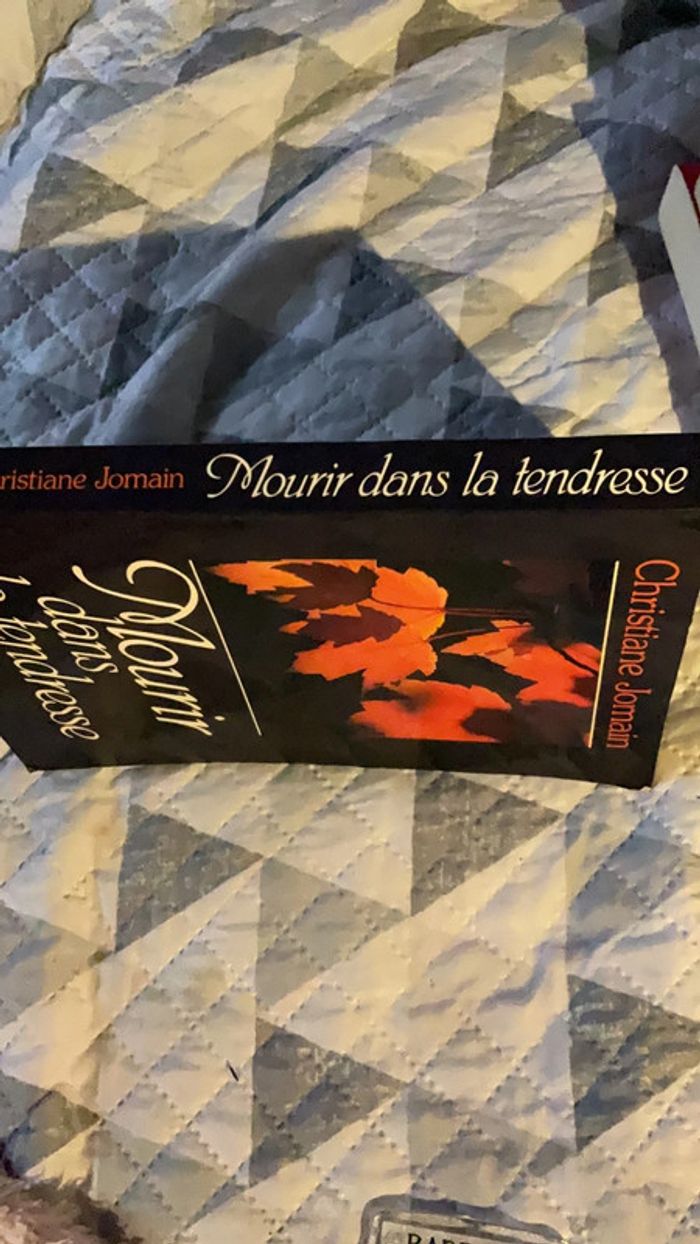 ristiane Jomain Mourir dans la tendresse
Christiane Jomain
Mourir
dans
la tendresse